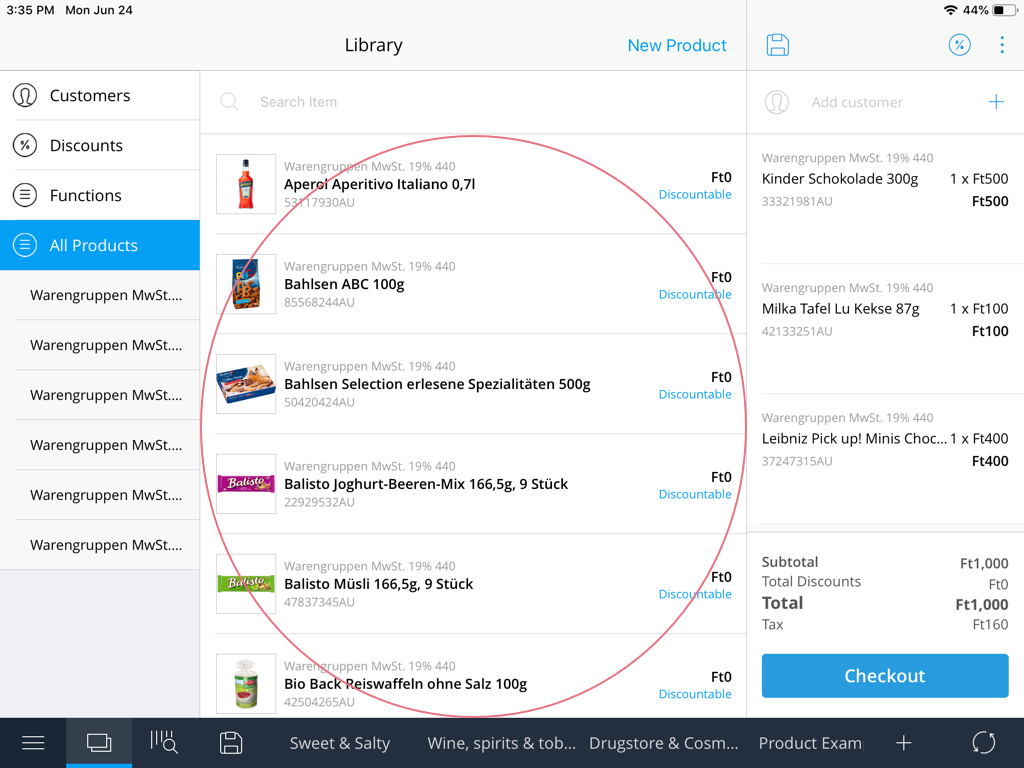 3:35 PM Mon Jun 24
44%
Library
New Product
Customers
Discounts
Functions
All Products
Warengruppen MwSt....
Warengruppen MwSt....
Warengruppen MwSt....
Warengruppen MwSt....
Warengruppen MwSt....
Warengruppen MwSt....
Search Item
Warengruppen MwSt. 19% 440
Aperol Aperitivo Italiano 0,7l
53117930AU
Ft0
Discountable
Warengruppen MwSt. 19% 440
Bahlsen ABC 100g
85568244AU
Ft0
Discountable
Warengruppen MwSt. 19% 440
Bahlsen Selection erlesene Spezialitäten 500g
50420424AU
Ft0
Discountable
Balisto
Warengruppen MwSt. 19% 440
Balisto Joghurt-Beeren-Mix 166,5g, 9 Stück
22929532AU
Ft0
Discountable
Balisto
Warengruppen MwSt. 19% 440
Balisto Müsli 166,5g, 9 Stück
47837345AU
Ft0
Discountable
Warengruppen MwSt. 19% 440
Bio Back Reiswaffeln ohne Salz 100g
42504265AU
Ft0
Discountable
Add customer
Warengruppen MwSt. 19% 440
Kinder Schokolade 300g 1 x Ft500
33321981AU Ft500
Warengruppen MwSt. 19% 440
Milka Tafel Lu Kekse 87g 1 x Ft100
42133251AU Ft100
Warengruppen MwSt. 19% 440
Leibniz Pick up! Minis Choc... 1 x Ft400
37247315AU Ft400
Subtotal Ft1,000
Total Discounts Ft0
Total Ft1,000
Tax Ft160
Checkout
Sweet & Salty
Wine, spirits & tob...
Drugstore & Cosm...
Product Exam